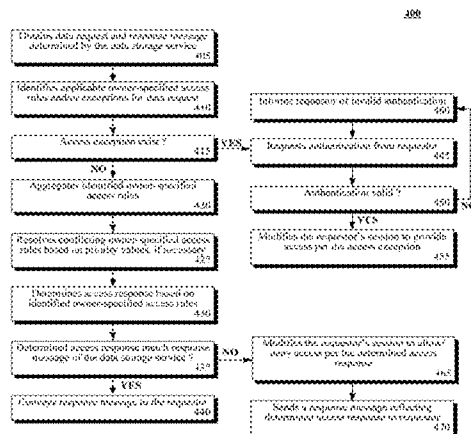 400
Obtains data request and response message
determined by the data storage service
405
Identifies applicable owner-specified access
rules and/or exceptions for data request
410
Access exception exist ?
415
YES
NO
Aggregates identified owner-specified
access rules
420
Resolves conflicting owner-specified access
rules based on priority values, if necessary
425
Determines access response based on
identified owner-specified access rules
430
Determined access response match response
message of the data storage service ?
435
NO
YES
Conveys response message to the requestor
440
Informs requestor of invalid authentication
460
Requests authentication from requestor
445
Authentication valid ?
450
NO
YES
Modifies the requestor's session to provide
access per the access exception
455
Modifies the requestor's session to allow/
deny access per the determined access
response
465
Sends a response message reflecting
determined access response to requestor
470